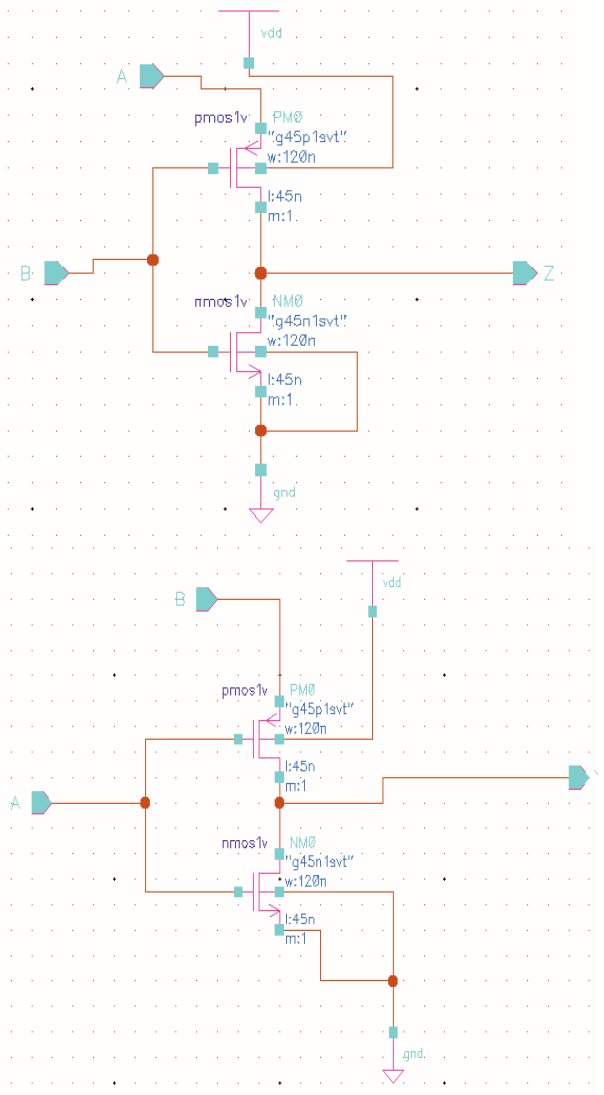 vdd
A
pmos1v PM0
"g45p1svt"
w:120n
l:45n
m:1
B
Z
nmos1v NM0
"g45n1svt"
w:120n
l:45n
m:1
gnd
vdd
B
pmos1v PM0
"g45p1svt"
w:120n
l:45n
m:1
A
nmos1v NM0
"g45n1svt"
w:120n
l:45n
m:1
gnd